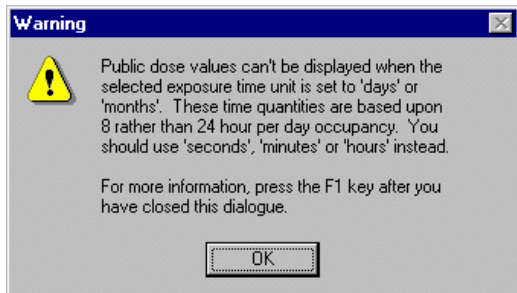 Warning
Public dose values can't be displayed when the
selected exposure time unit is set to 'days' or
'months'.  These time quantities are based upon
8 rather than 24 hour per day occupancy.  You
should use 'seconds', 'minutes' or 'hours' instead.
For more information, press the F1 key after you
have closed this dialogue.
OK